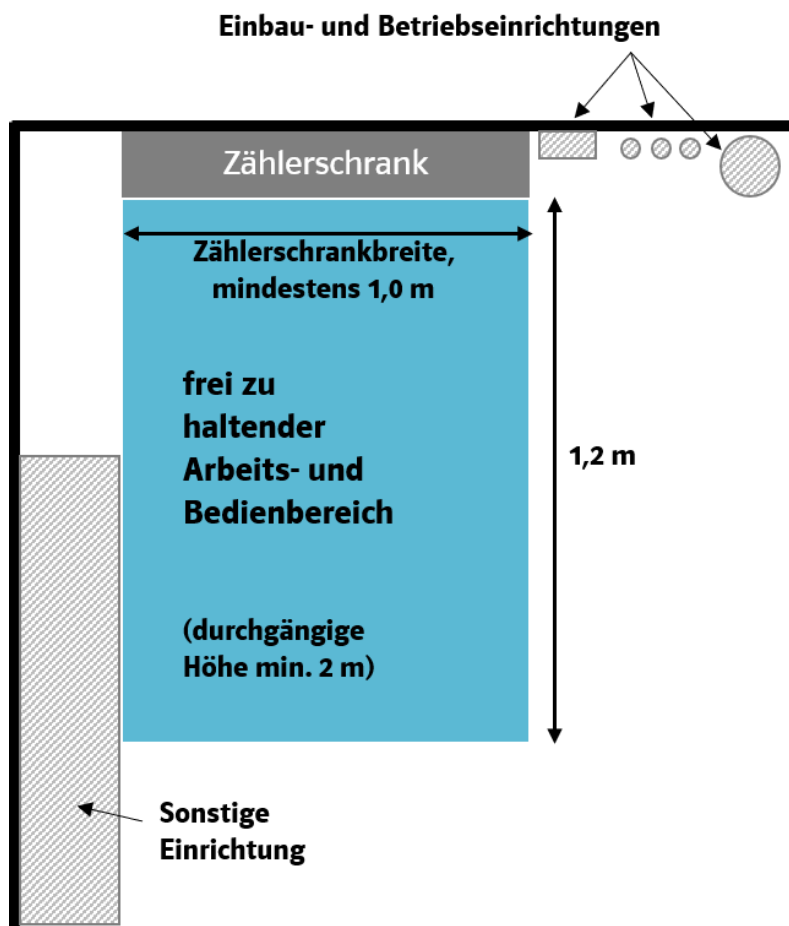 Einbau- und Betriebseinrichtungen
Zählerschrank
Zählerschrankbreite,
mindestens 1,0 m
frei zu
haltender
Arbeits- und
Bedienbereich
1,2 m
(durchgängige
Höhe min. 2 m)
Sonstige
Einrichtung